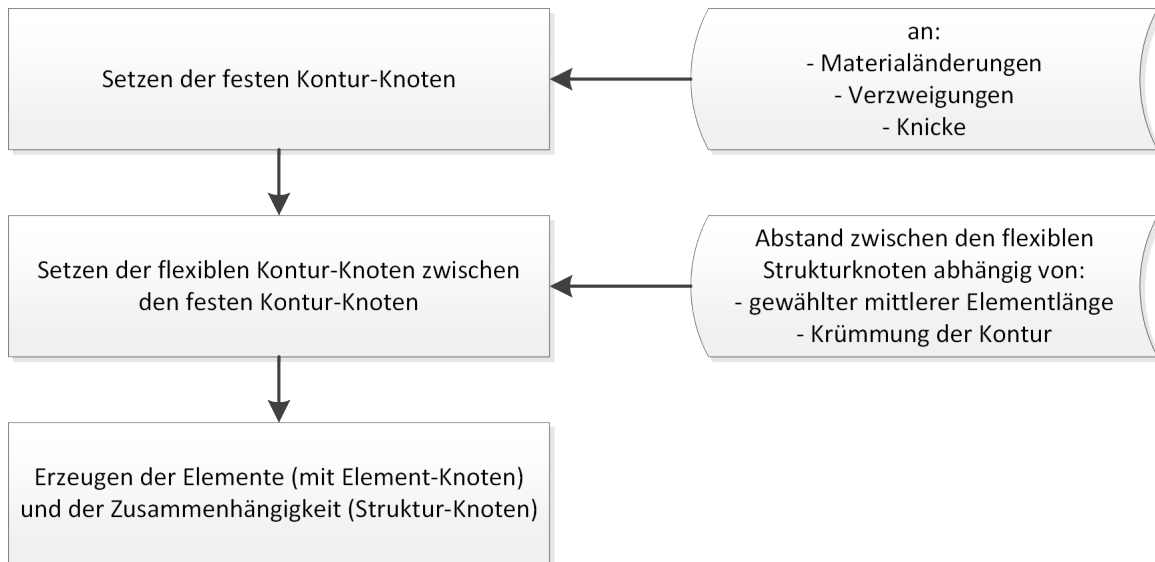 Setzen der festen Kontur-Knoten
an:
- Materialänderungen
- Verzweigungen
- Knicke
Setzen der flexiblen Kontur-Knoten zwischen
den festen Kontur-Knoten
Abstand zwischen den flexiblen
Strukturknoten abhängig von:
- gewählter mittlerer Elementlänge
- Krümmung der Kontur
Erzeugen der Elemente (mit Element-Knoten)
und der Zusammenhängigkeit (Struktur-Knoten)